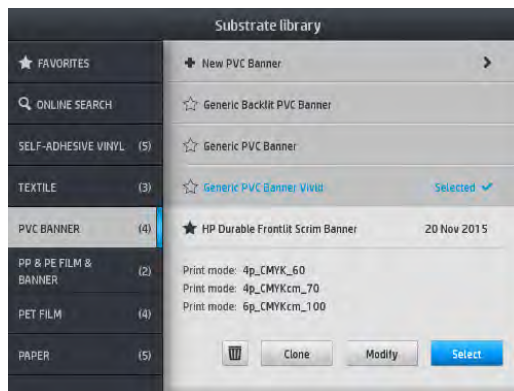 Substrate library
FAVORITES
ONLINE SEARCH
SELF-ADHESIVE VINYL (5)
TEXTILE (3)
PVC BANNER (4)
PP & PE FILM &
BANNER (2)
PET FILM (4)
PAPER (5)
New PVC Banner
Generic Backlit PVC Banner
Generic PVC Banner
Generic PVC Banner Vivid Selected
HP Durable Frontlit Scrim Banner 20 Nov 2015
Print mode: 4p_CMYK_60
Print mode: 4p_CMYKcm_70
Print mode: 6p_CMYKcm_100
Clone Modify Select